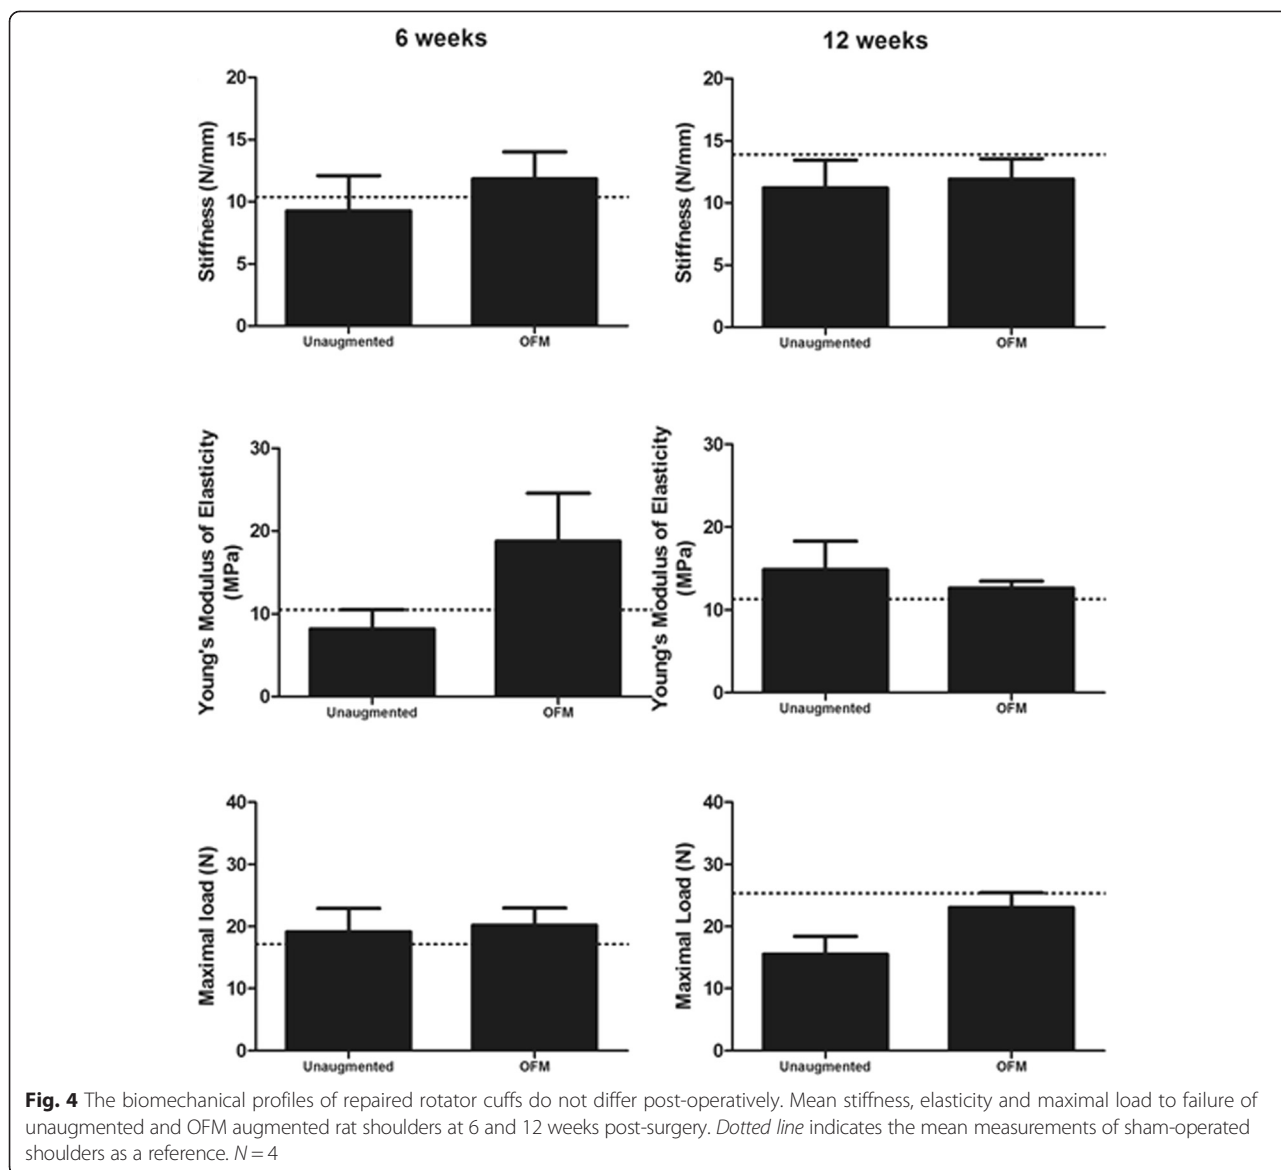 6 weeks
12 weeks
Stiffness (N/mm)
20
15
10
5
0
Unaugmented
OFM
Stiffness (N/mm)
20
15
10
5
0
Unaugmented
OFM
Young's Modulus of Elasticity
(MPa)
30
20
10
0
Unaugmented
OFM
Young's Modulus of Elasticity
(MPa)
30
20
10
0
Unaugmented
OFM
Maximal load (N)
40
30
20
10
0
Unaugmented
OFM
Maximal Load (N)
40
30
20
10
0
Unaugmented
OFM
Fig. 4 The biomechanical profiles of repaired rotator cuffs do not differ post-operatively. Mean stiffness, elasticity and maximal load to failure of
unaugmented and OFM augmented rat shoulders at 6 and 12 weeks post-surgery. Dotted line indicates the mean measurements of sham-operated
shoulders as a reference. N = 4